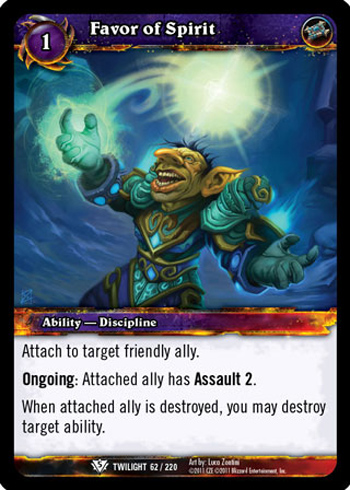 1
Favor of Spirit
Ability — Discipline
Attach to target friendly ally.
Ongoing: Attached ally has Assault 2.
When attached ally is destroyed, you may destroy
target ability.
TWILIGHT 62 / 220
Art by: Luca Zontini
©2011 CZE ©2011 Blizzard Entertainment, Inc.